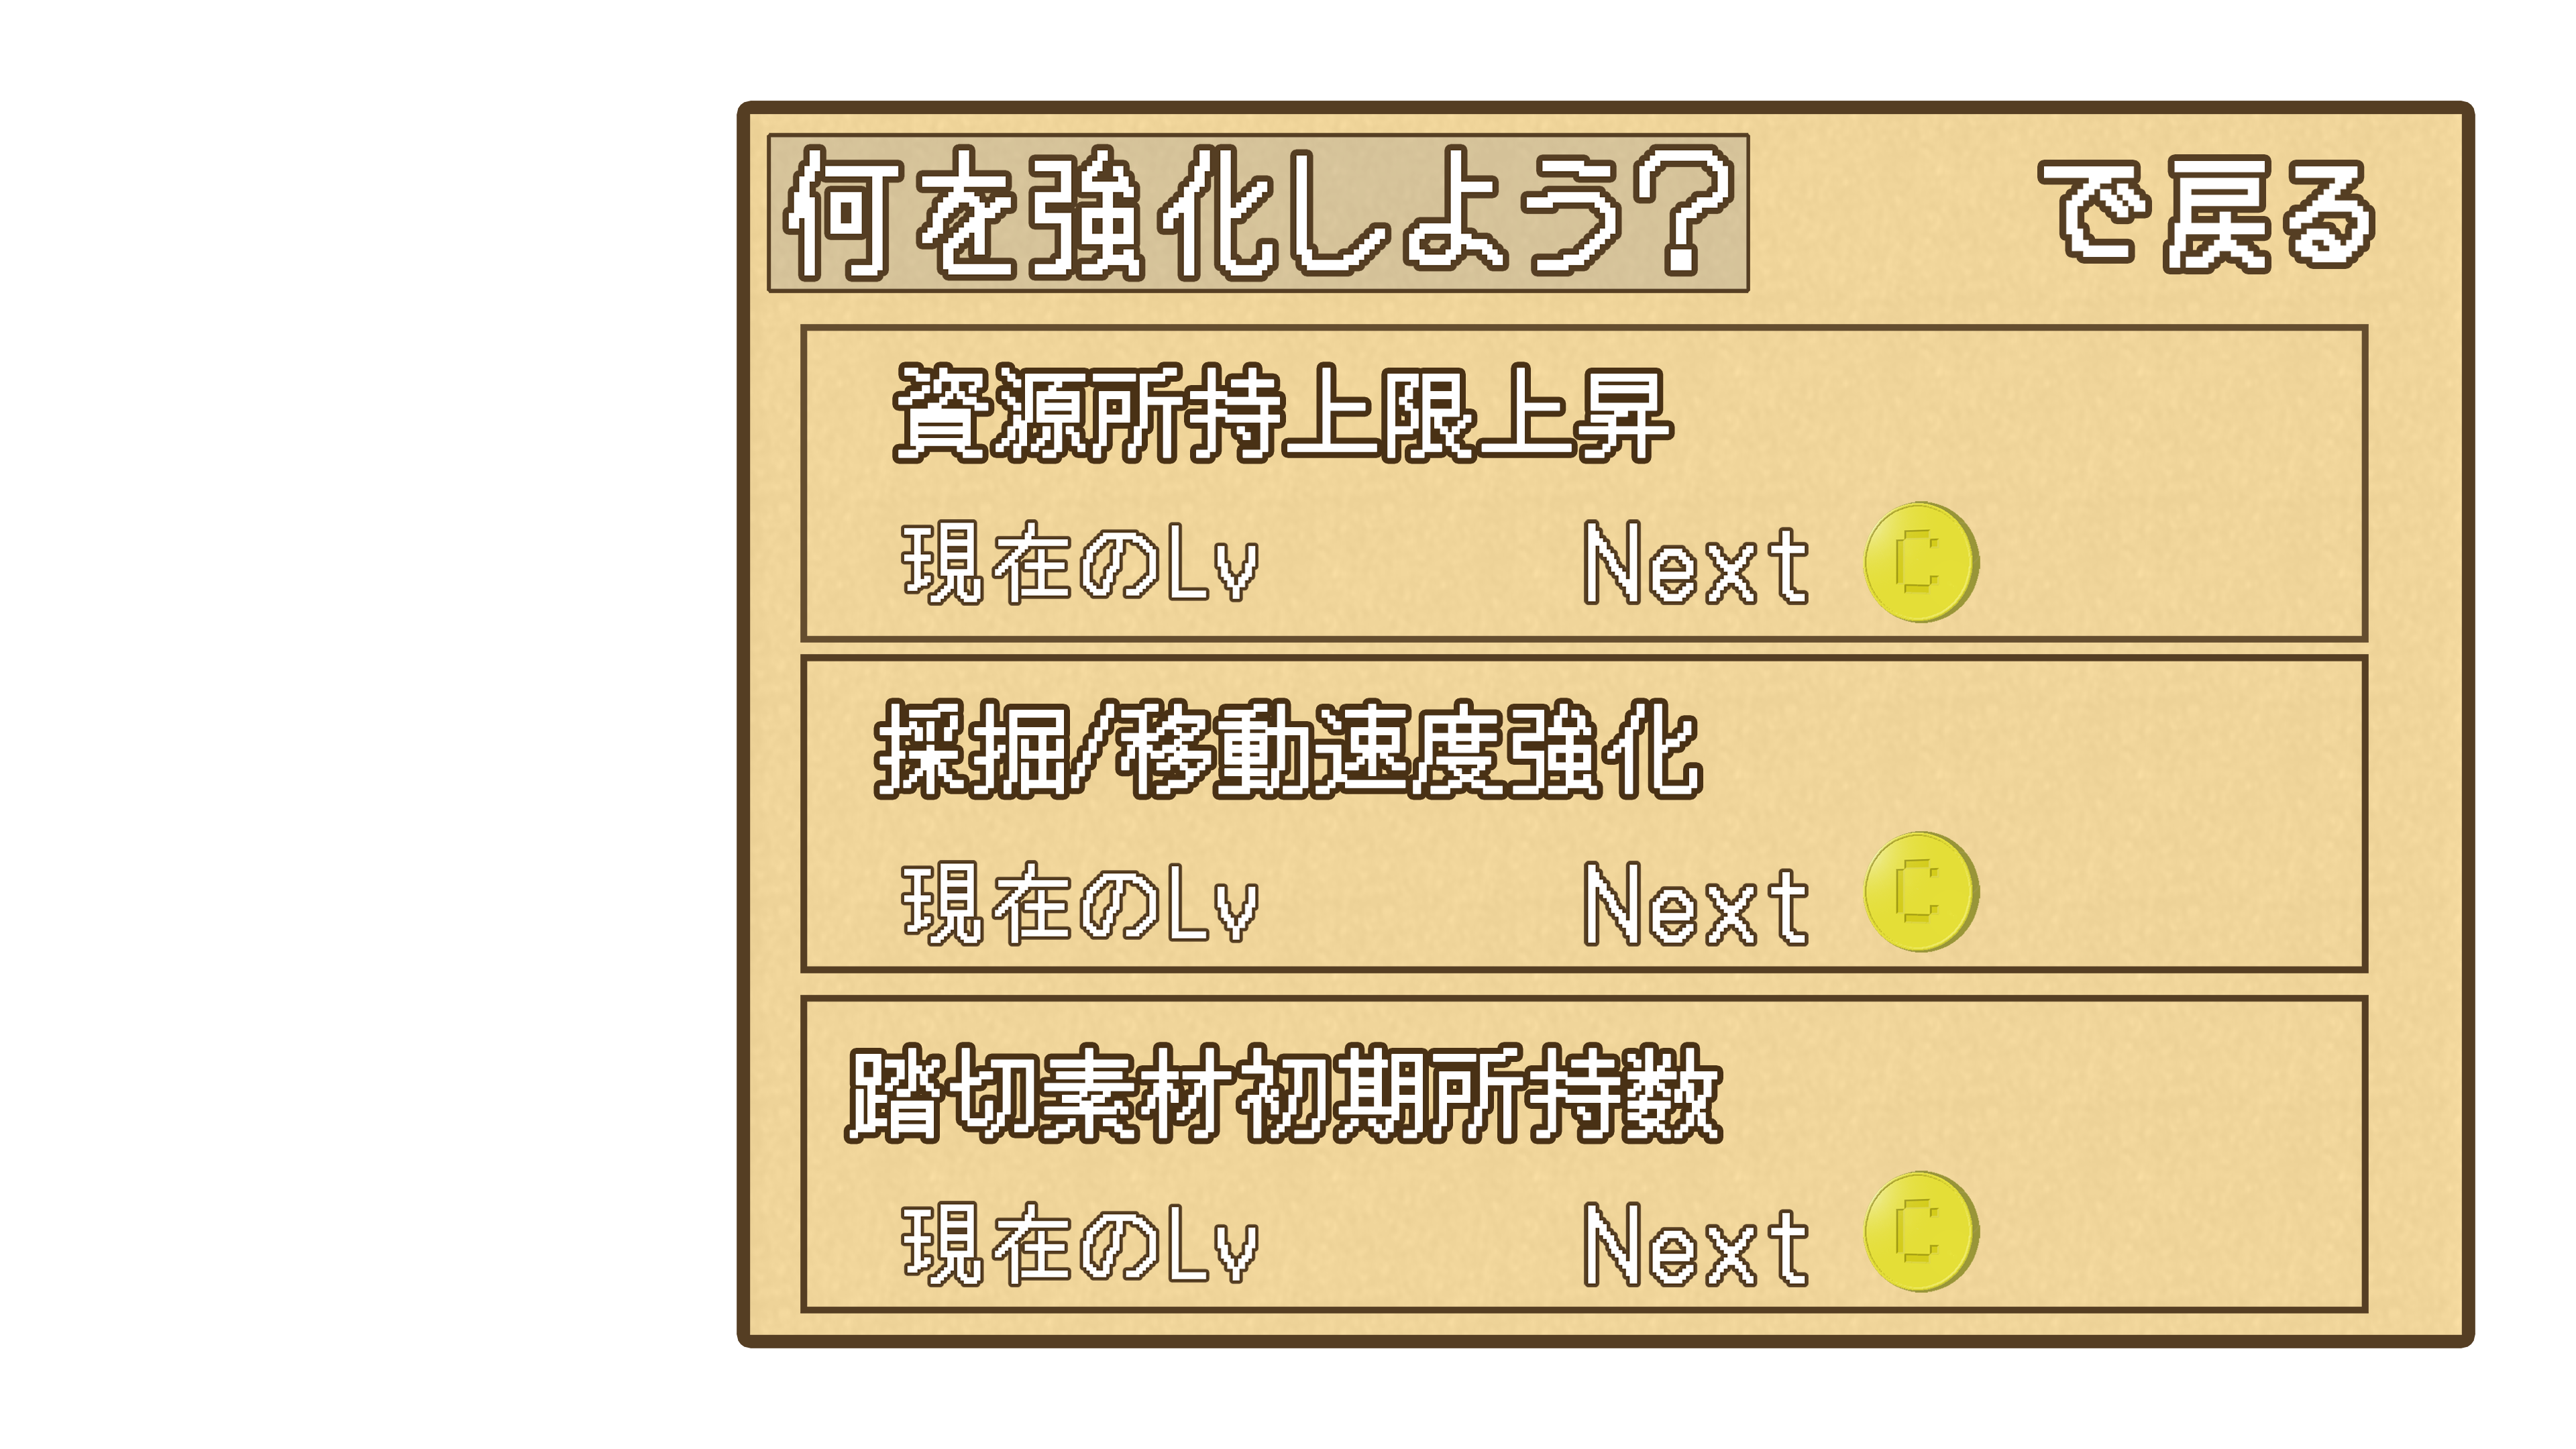 何を強化しよう？
で戻る
資源所持上限上昇
現在のLv
Next
C
採掘/移動速度強化
現在のLv
Next
C
踏切素材初期所持数
現在のLv
Next
C